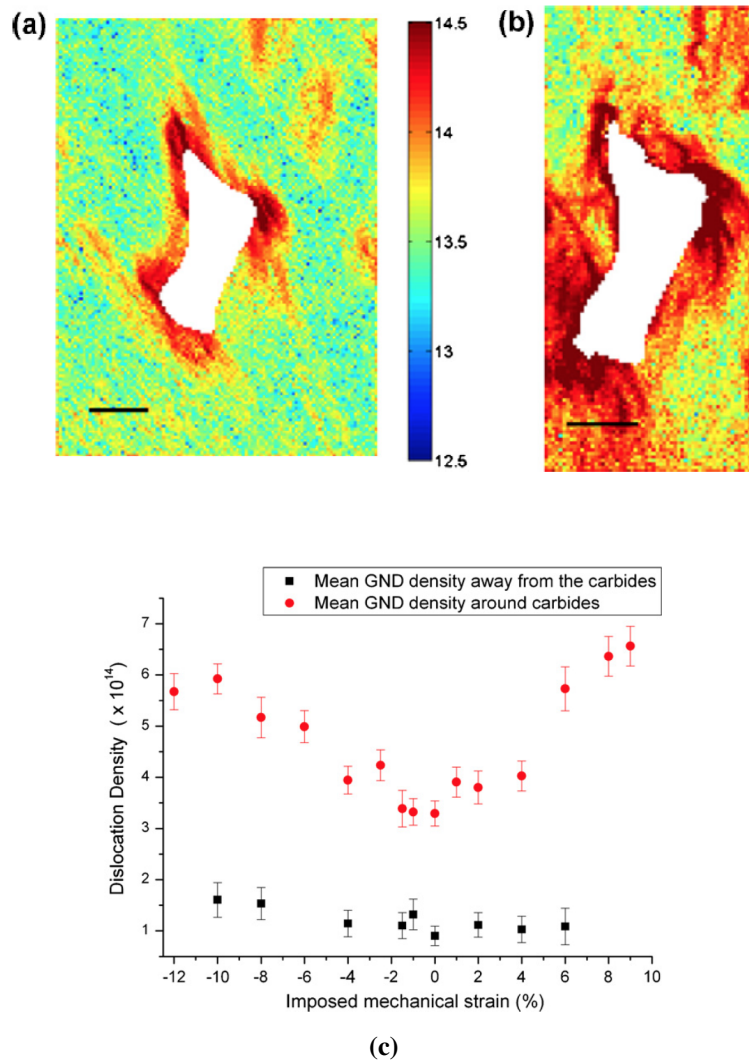 (a)
14.5
14
13.5
13
12.5
(b)
Mean GND density away from the carbides
Mean GND density around carbides
Dislocation Density ( x 10¹⁴)
7
6
5
4
3
2
1
-12 -10 -8 -6 -4 -2 0 2 4 6 8 10
Imposed mechanical strain (%)
(c)